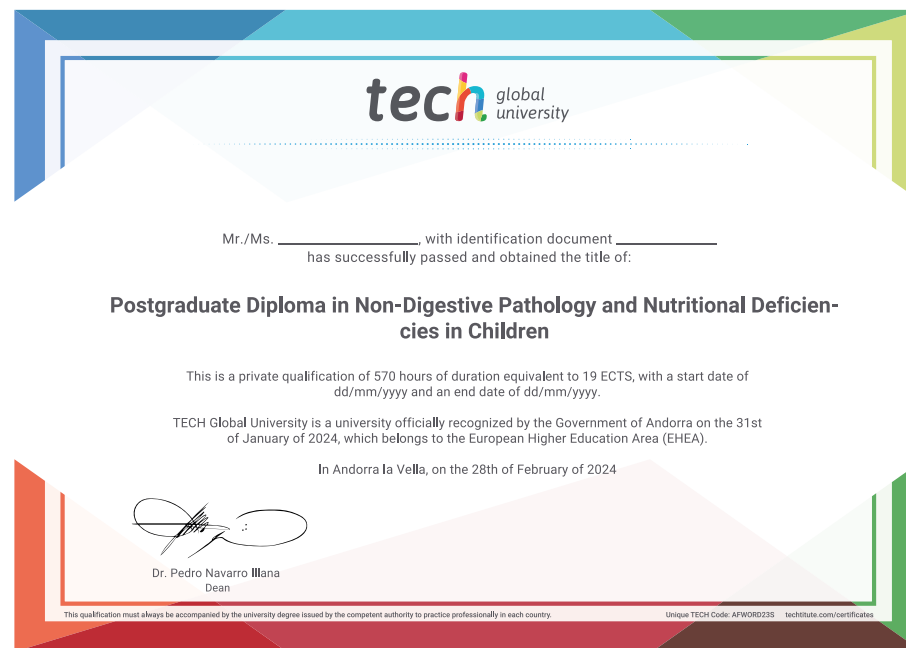 tech global university
Mr./Ms. ____________, with identification document ____________
has successfully passed and obtained the title of:
Postgraduate Diploma in Non-Digestive Pathology and Nutritional Deficien-
cies in Children
This is a private qualification of 570 hours of duration equivalent to 19 ECTS, with a start date of
dd/mm/yyyy and an end date of dd/mm/yyyy.
TECH Global University is a university officially recognized by the Government of Andorra on the 31st
of January of 2024, which belongs to the European Higher Education Area (EHEA).
In Andorra la Vella, on the 28th of February of 2024
Dr. Pedro Navarro Illana
Dean
This qualification must always be accompanied by the university degree issued by the competent authority to practice professionally in each country. Unique TECH Code: AFWORD23S techtitute.com/certificates